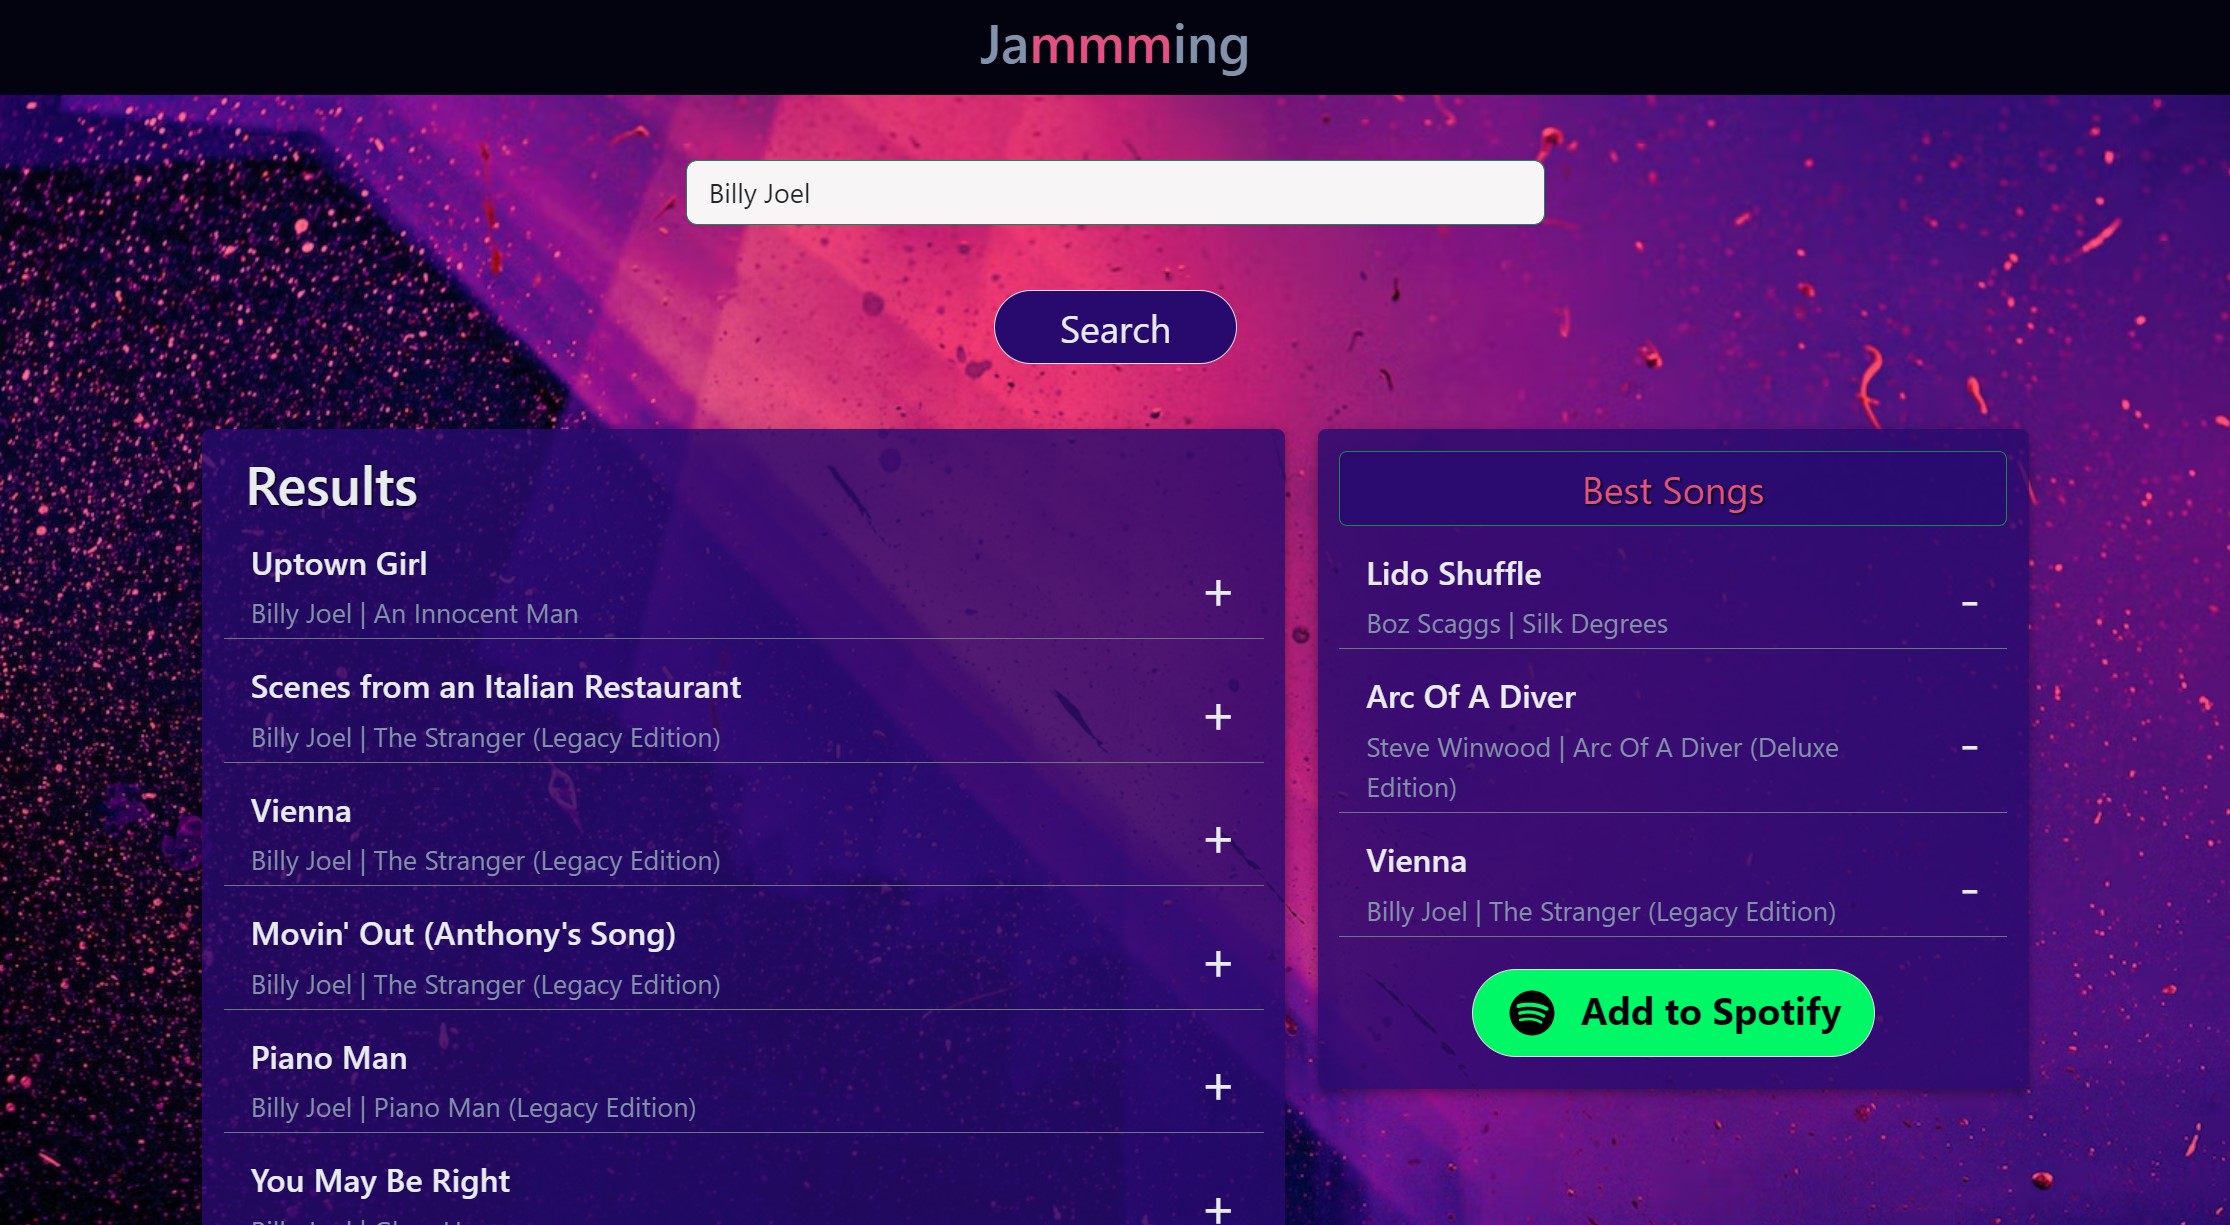 Jammming
Billy Joel
Search
Results
Uptown Girl
Billy Joel | An Innocent Man
+
Scenes from an Italian Restaurant
Billy Joel | The Stranger (Legacy Edition)
+
Vienna
Billy Joel | The Stranger (Legacy Edition)
+
Movin' Out (Anthony's Song)
Billy Joel | The Stranger (Legacy Edition)
+
Piano Man
Billy Joel | Piano Man (Legacy Edition)
+
You May Be Right
+
Best Songs
Lido Shuffle
Boz Scaggs | Silk Degrees
-
Arc Of A Diver
Steve Winwood | Arc Of A Diver (Deluxe
Edition)
-
Vienna
Billy Joel | The Stranger (Legacy Edition)
-
Add to Spotify